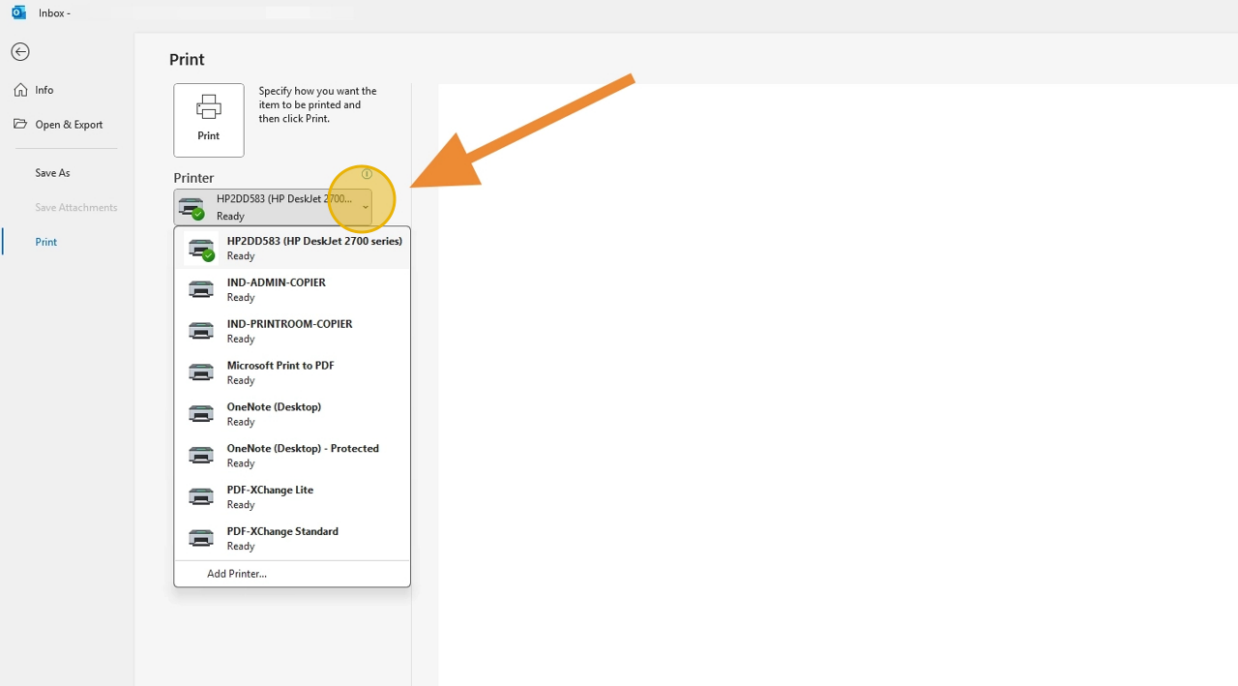 Inbox -
Info
Open & Export
Save As
Save Attachments
Print
Print
Print
Specify how you want the
item to be printed and
then click Print.
Printer
HP2DD583 (HP DeskJet 2700...
Ready
HP2DD583 (HP DeskJet 2700 series)
Ready
IND-ADMIN-COPIER
Ready
IND-PRINTROOM-COPIER
Ready
Microsoft Print to PDF
Ready
OneNote (Desktop)
Ready
OneNote (Desktop) - Protected
Ready
PDF-XChange Lite
Ready
PDF-XChange Standard
Ready
Add Printer...